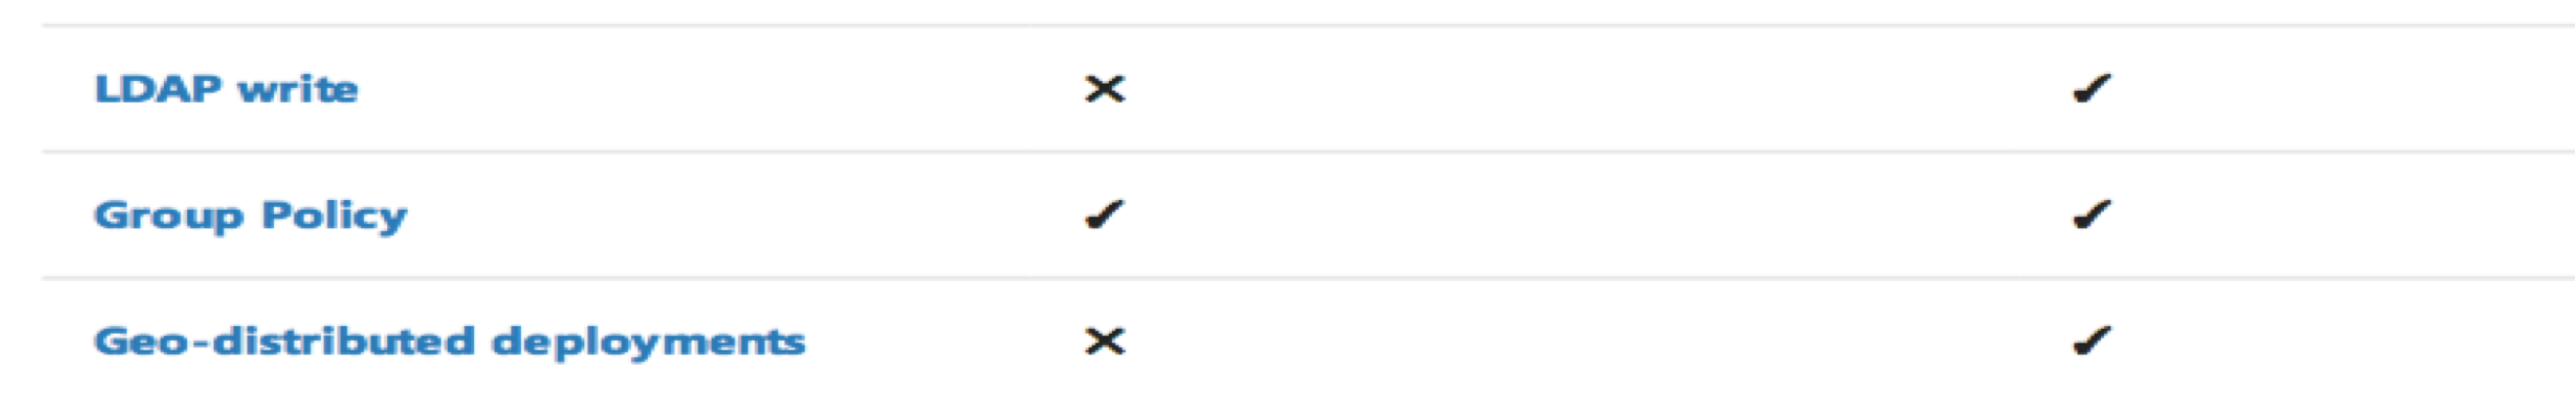 LDAP write ✕ ✓
Group Policy ✓ ✓
Geo-distributed deployments ✕ ✓